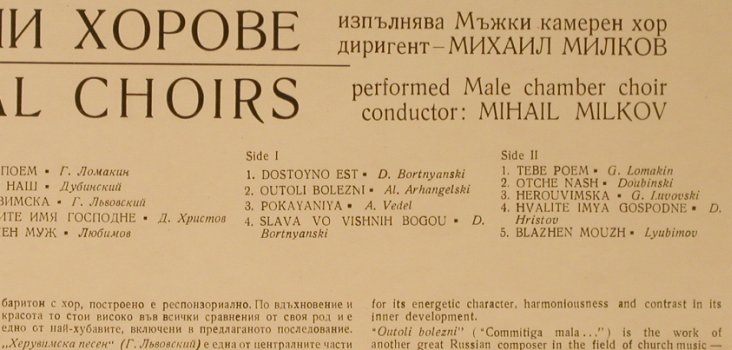 НИ ХОРОВЕ
AL CHOIRS
изпълнява Мъжки камерен хор
диригент – МИХАИЛ МИЛКОВ
performed Male chamber choir
conductor: MIHAIL MILKOV
ПОЕМ ▪ Г. Ломакин
НАШ ▪ Дубинский
ВИМСКА ▪ Г. Львовский
ИТЕ ИМЯ ГОСПОДНЕ ▪ Д. Христов
ЕН МУЖ ▪ Любимов
Side I
1. DOSTOYNO EST ▪ D. Bortnyanski
2. OUTOLI BOLEZNI ▪ Al. Arhangelski
3. POKAYANIYA ▪ A. Vedel
4. SLAVA VO VISHNIH BOGOU ▪ D.
Bortnyanski
Side II
1. TEBE POEM ▪ G. Lomakin
2. OTCHE NASH ▪ Doubinski
3. HEROUVIMSKA ▪ G. Luvovski
4. HVALITE IMYA GOSPODNE ▪ D.
Hristov
5. BLAZHEN MOUZH ▪ Lyubimov
баритон с хор, построено е респонзориално. По вдъхновение и
красота то стои високо във всички сравнения от своя род и е
едно от най-хубавите, включени в предлаганото последование.
„Херувимска песен“ (Г. Львовский) е една от централните части
for its energetic character, harmoniousness and contrast in its
inner development.
"Outoli bolezni" ("Commitiga mala...") is the work of
another great Russian composer in the field of church music —